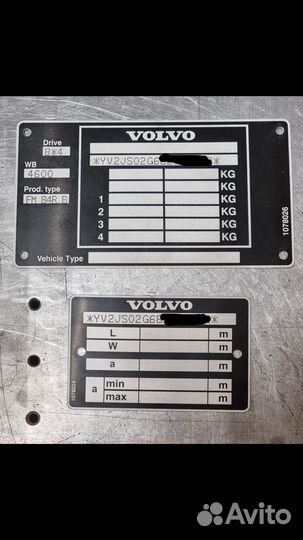 VOLVO
Drive
8*4
*YV2JS02G6
*
WB
4600
Prod. type
FM 84R B
KG
KG
1 KG
2 KG
3 KG
4 KG
Vehicle Type
1078026
VOLVO
*YV2JS02G68
*
L m
W m
a m
a min m
max m
1078024
Avito